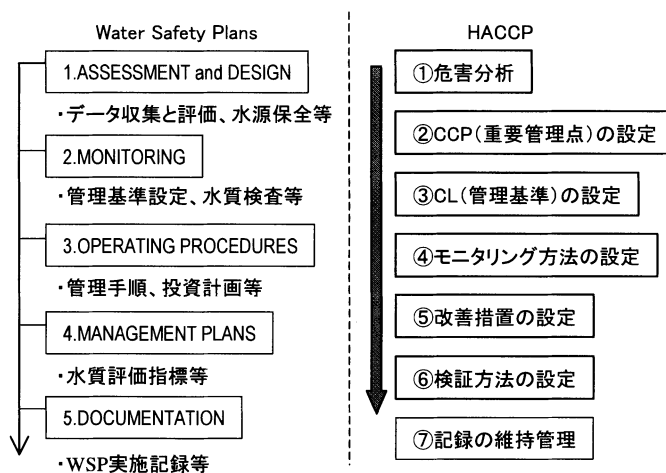 Water Safety Plans
1.ASSESSMENT and DESIGN
・データ収集と評価、水源保全等
2.MONITORING
・管理基準設定、水質検査等
3.OPERATING PROCEDURES
・管理手順、投資計画等
4.MANAGEMENT PLANS
・水質評価指標等
5.DOCUMENTATION
・WSP実施記録等
HACCP
①危害分析
②CCP(重要管理点)の設定
③CL(管理基準)の設定
④モニタリング方法の設定
⑤改善措置の設定
⑥検証方法の設定
⑦記録の維持管理